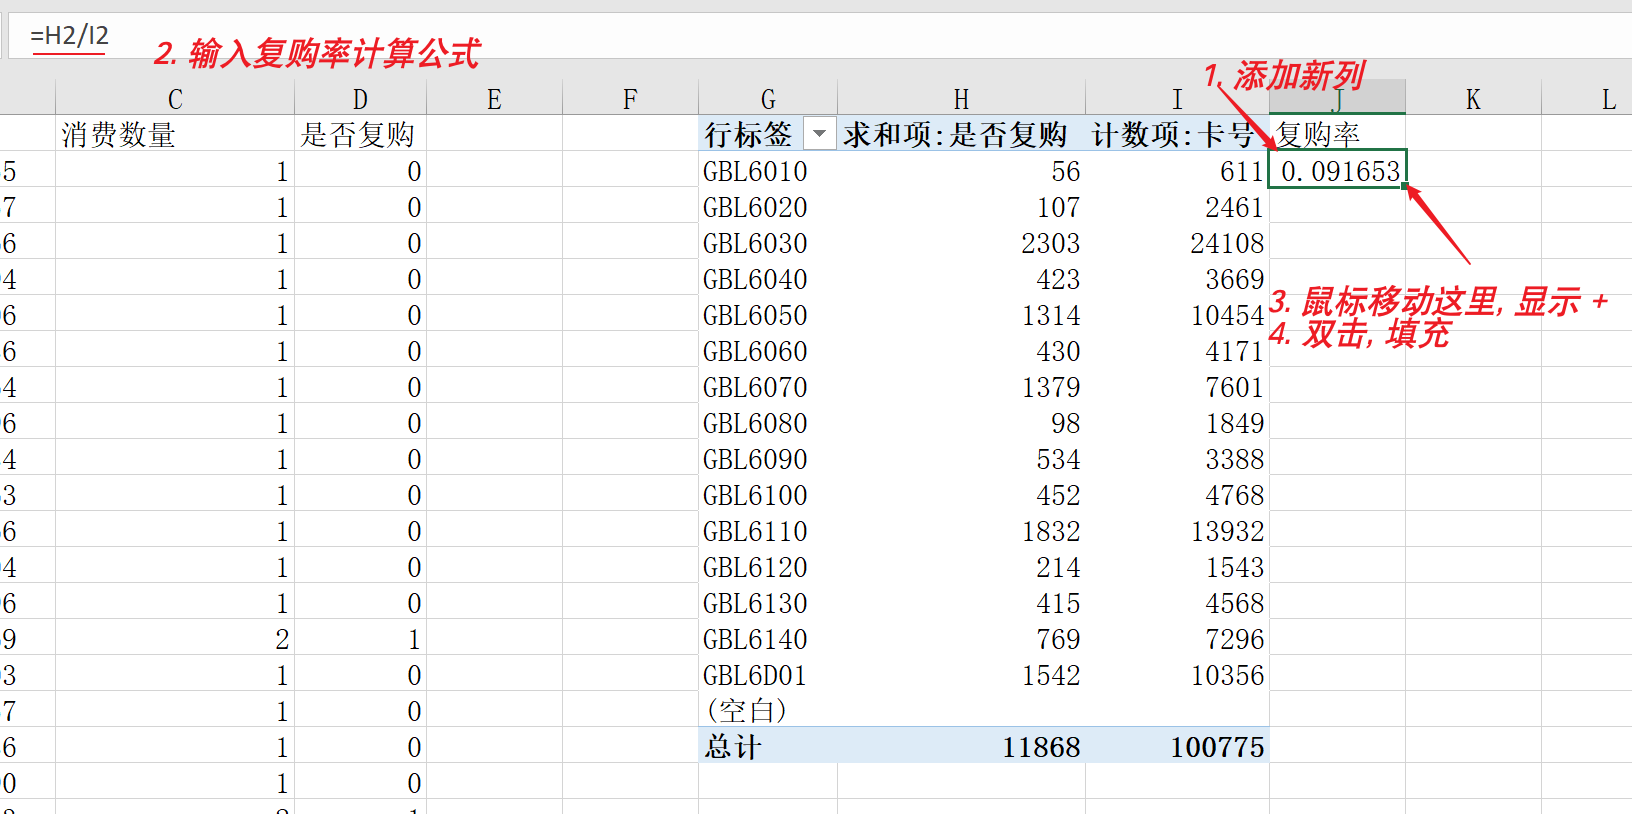 =H2/I2
2. 输入复购率计算公式
1. 添加新列
C D E F G H I J K L
消费数量 是否复购 行标签 求和项:是否复购 计数项:卡号 复购率
5 1 0 GBL6010 56 611 0.091653
7 1 0 GBL6020 107 2461
6 1 0 GBL6030 2303 24108
4 1 0 GBL6040 423 3669
3. 鼠标移动这里, 显示 +
6 1 0 GBL6050 1314 10454
4. 双击, 填充
6 1 0 GBL6060 430 4171
4 1 0 GBL6070 1379 7601
6 1 0 GBL6080 98 1849
4 1 0 GBL6090 534 3388
3 1 0 GBL6100 452 4768
6 1 0 GBL6110 1832 13932
4 1 0 GBL6120 214 1543
6 1 0 GBL6130 415 4568
9 2 1 GBL6140 769 7296
3 1 0 GBL6D01 1542 10356
7 1 0 (空白)
6 1 0 总计 11868 100775
0 1 0